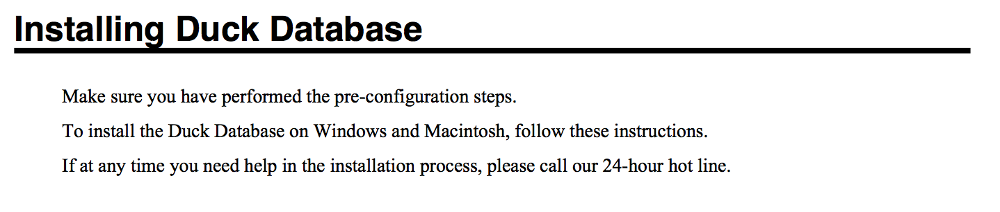 Installing Duck Database
Make sure you have performed the pre-configuration steps.
To install the Duck Database on Windows and Macintosh, follow these instructions.
If at any time you need help in the installation process, please call our 24-hour hot line.